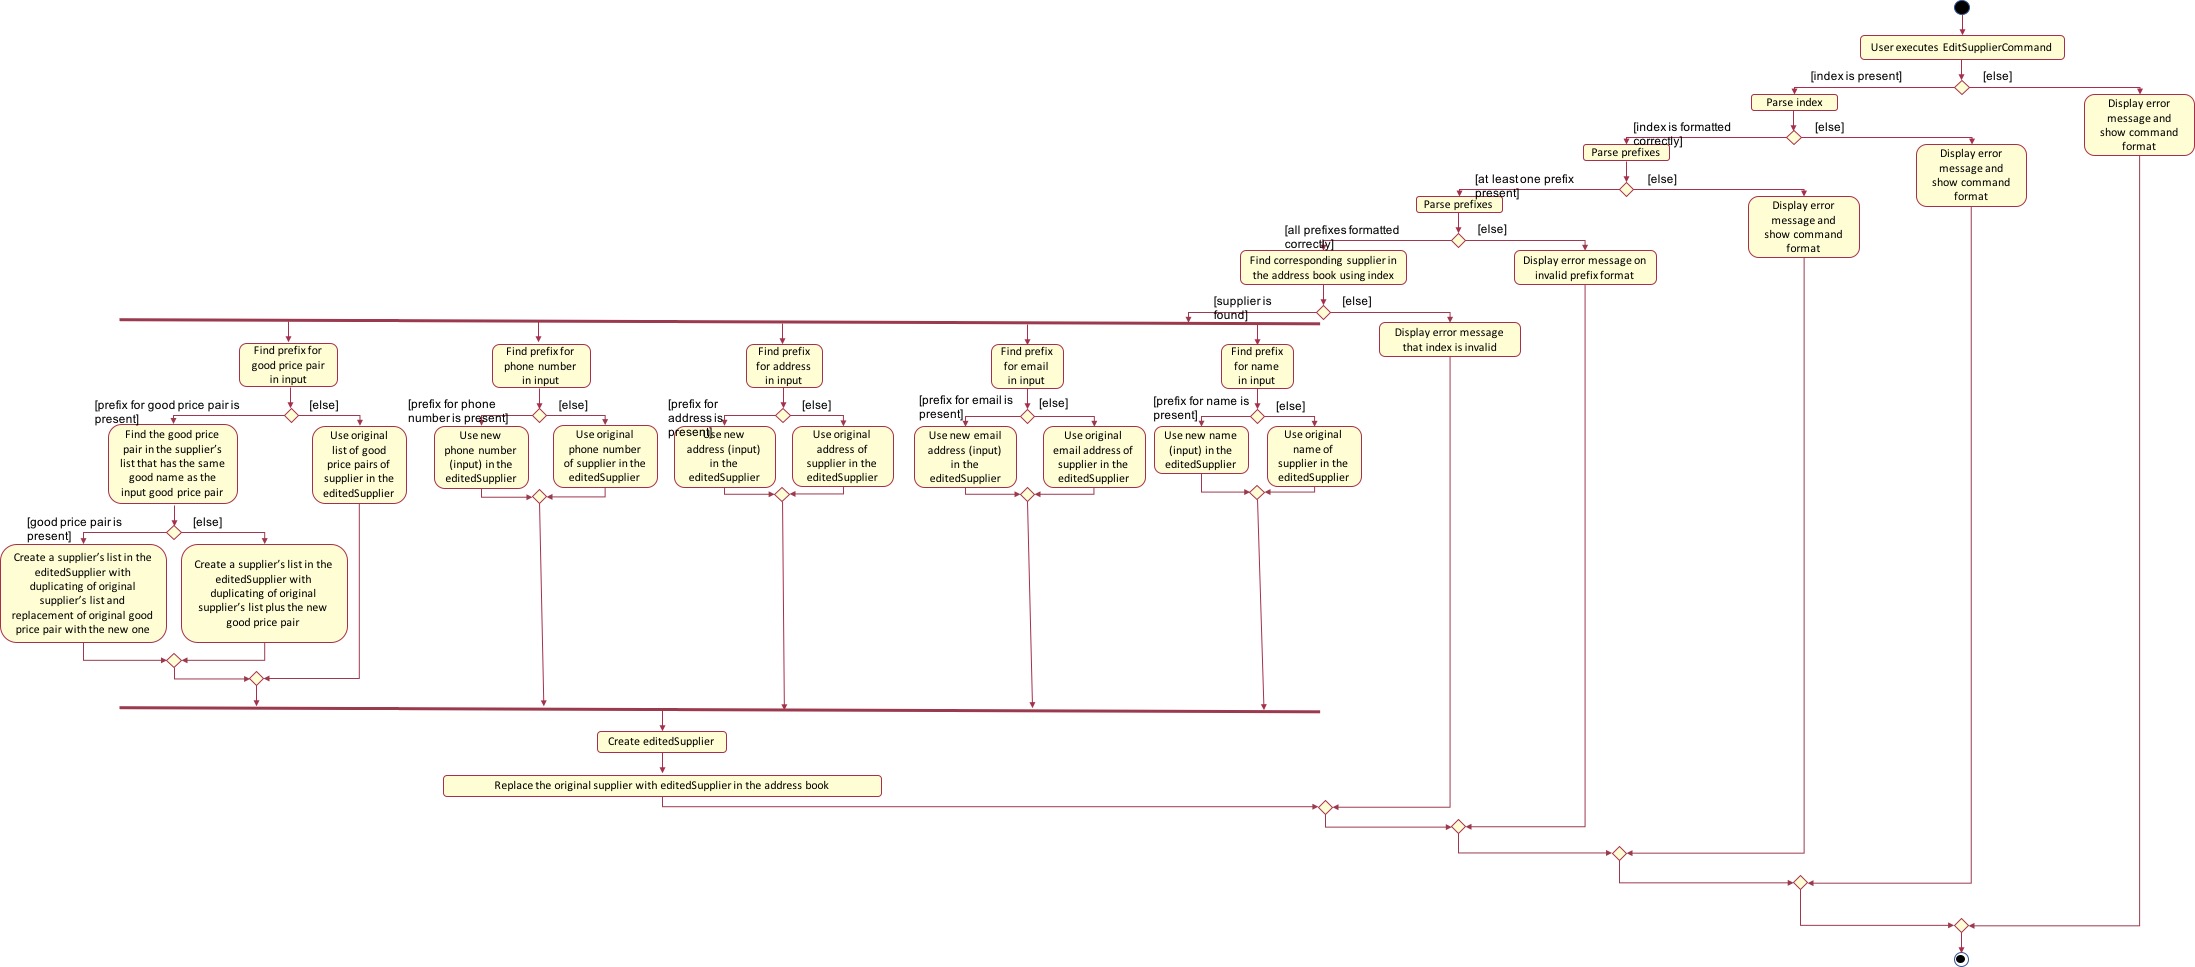 User executes EditSupplierCommand
[index is present]
[else]
Parse index
Display error
message and
show command
format
[index is formatted
correctly]
[else]
Parse prefixes
Display error
message and
show command
format
[at least one prefix
present]
[else]
Parse prefixes
Display error
message and
show command
format
[all prefixes formatted
correctly]
[else]
Find corresponding supplier in
the address book using index
Display error message on
invalid prefix format
[supplier is
found]
[else]
Display error message
that index is invalid
Find prefix for
good price pair
in input
Find prefix for
phone number
in input
Find prefix
for address
in input
Find prefix
for email
in input
Find prefix
for name
in input
[prefix for good price pair is
present]
[else]
[prefix for phone
number is present]
[else]
[prefix for
address is
present]
[else]
[prefix for email is
present]
[else]
[prefix for name is
present]
[else]
Find the good price
pair in the supplier's
list that has the same
good name as the
input good price pair
Use original
list of good
price pairs of
supplier in the
editedSupplier
Use new
phone number
(input) in the
editedSupplier
Use original
phone number
of supplier in the
editedSupplier
Use new
address (input)
in the
editedSupplier
Use original
address of
supplier in the
editedSupplier
Use new email
address (input)
in the
editedSupplier
Use original
email address of
supplier in the
editedSupplier
Use new name
(input) in the
editedSupplier
Use original
name of
supplier in the
editedSupplier
[good price pair is
present]
[else]
Create a supplier's list in the
editedSupplier with
duplicating of original
supplier's list and
replacement of original good
price pair with the new one
Create a supplier's list in the
editedSupplier with
duplicating of original
supplier's list plus the new
good price pair
Create editedSupplier
Replace the original supplier with editedSupplier in the address book